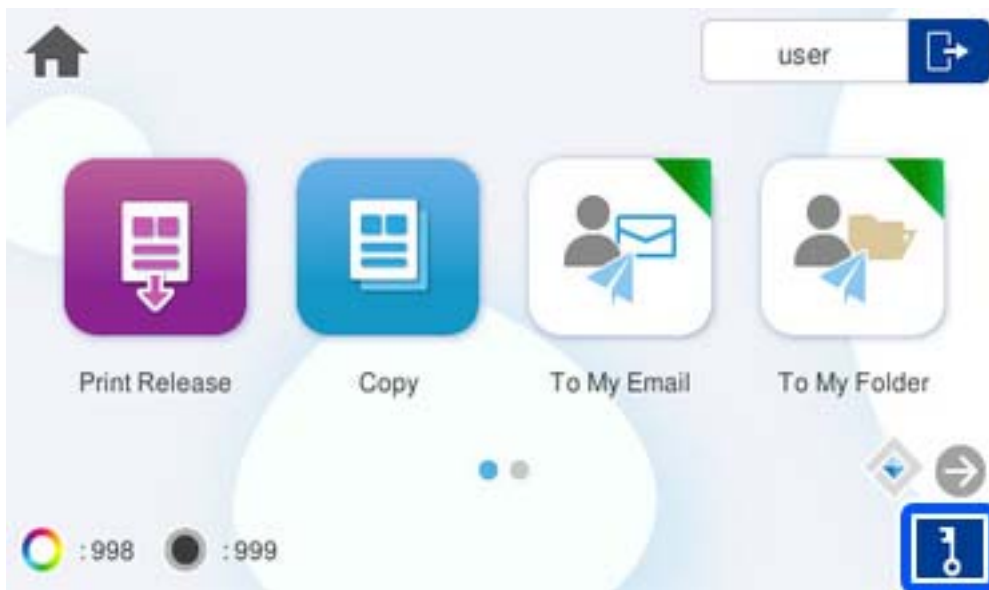 user
Print Release
Copy
To My Email
To My Folder
:998
:999